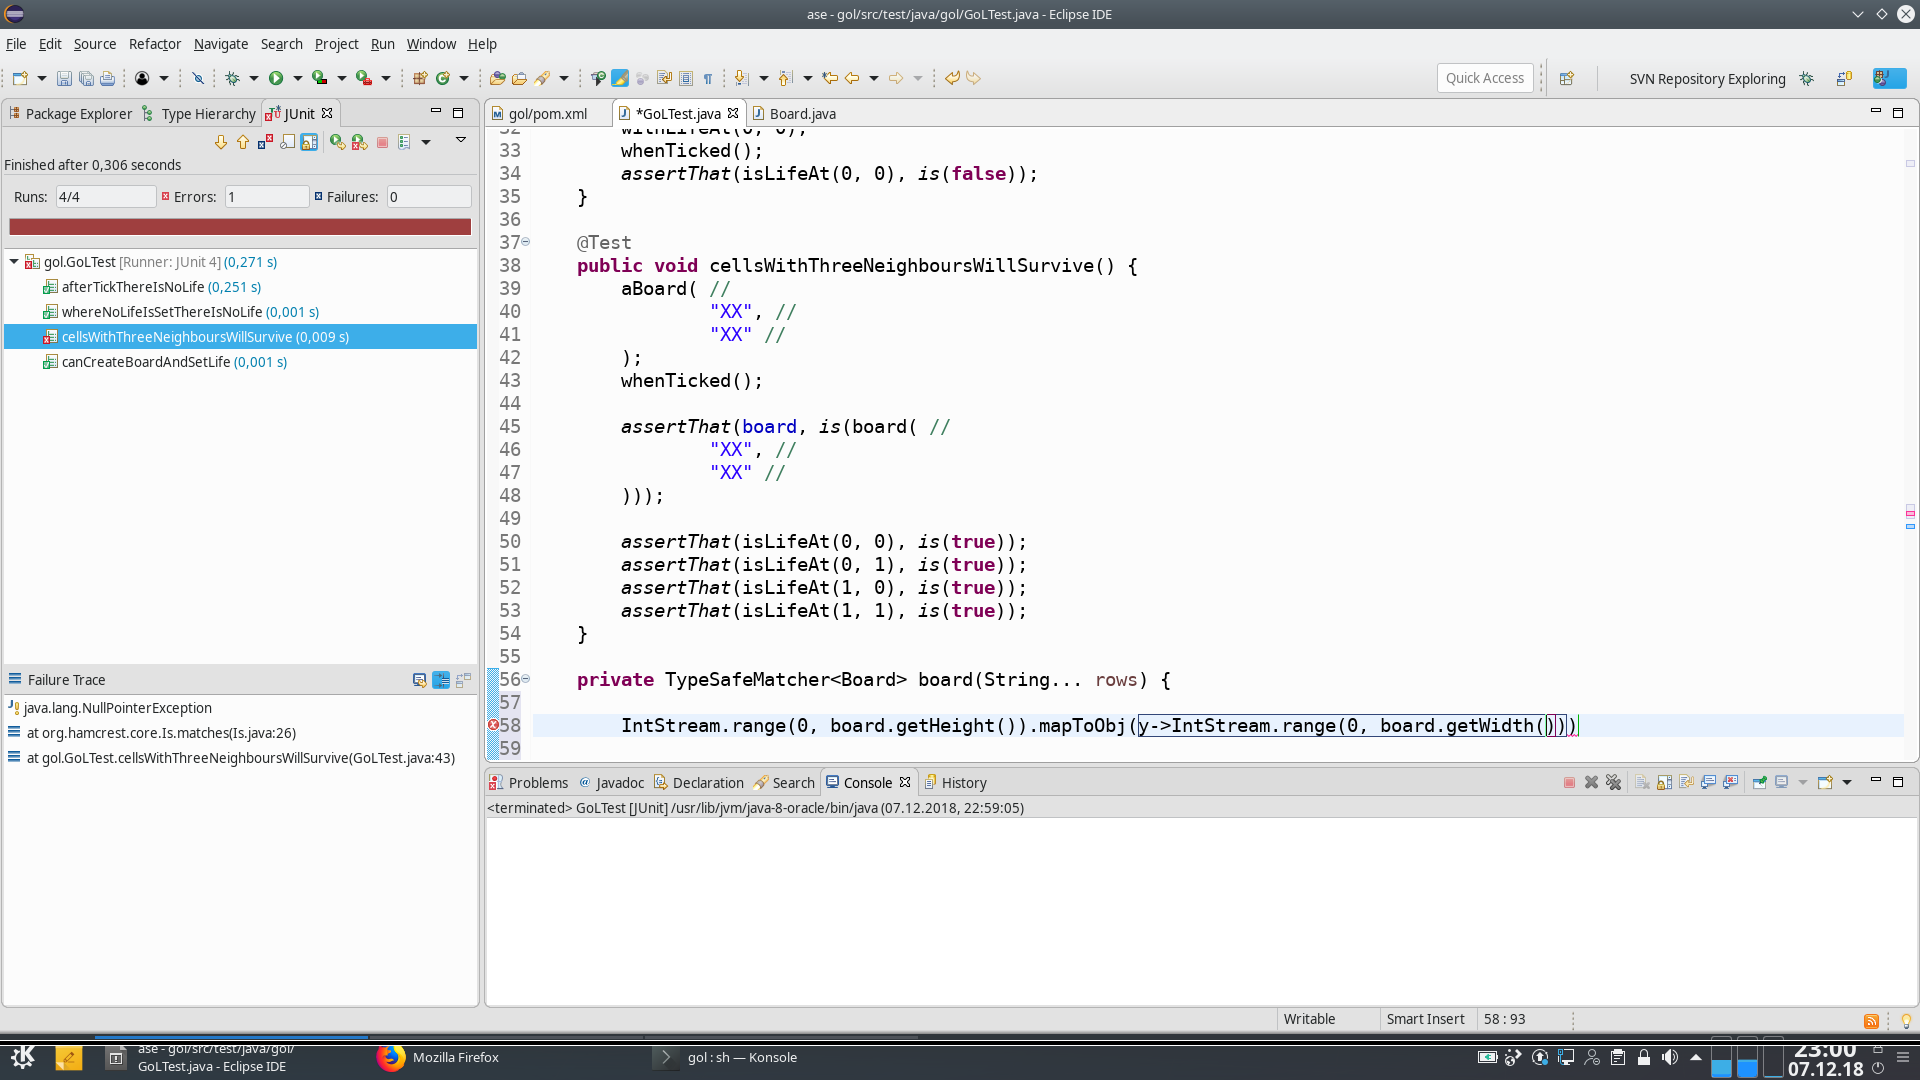 ase - gol/src/test/java/gol/GoLTest.java - Eclipse IDE
File Edit Source Refactor Navigate Search Project Run Window Help
Quick Access
SVN Repository Exploring
Package Explorer Type Hierarchy JUnit
Finished after 0,306 seconds
Runs: 4/4 Errors: 1 Failures: 0
gol.GoLTest [Runner: JUnit 4] (0,271 s)
afterTickThereIsNoLife (0,251 s)
whereNoLifeIsSetThereIsNoLife (0,001 s)
cellsWithThreeNeighboursWillSurvive (0,009 s)
canCreateBoardAndSetLife (0,001 s)
Failure Trace
java.lang.NullPointerException
at org.hamcrest.core.Is.matches(Is.java:26)
at gol.GoLTest.cellsWithThreeNeighboursWillSurvive(GoLTest.java:43)
gol/pom.xml *GoLTest.java Board.java
32 withLifeAt(0, 0);
33 whenTicked();
34 assertThat(isLifeAt(0, 0), is(false));
35 }
36
37 @Test
38 public void cellsWithThreeNeighboursWillSurvive() {
39 aBoard( //
40 "XX", //
41 "XX" //
42 );
43 whenTicked();
44
45 assertThat(board, is(board( //
46 "XX", //
47 "XX" //
48 )));
49
50 assertThat(isLifeAt(0, 0), is(true));
51 assertThat(isLifeAt(0, 1), is(true));
52 assertThat(isLifeAt(1, 0), is(true));
53 assertThat(isLifeAt(1, 1), is(true));
54 }
55
56 private TypeSafeMatcher<Board> board(String... rows) {
57
58 IntStream.range(0, board.getHeight()).mapToObj(y->IntStream.range(0, board.getWidth()))
59
Problems Javadoc Declaration Search Console History
<terminated> GoLTest [JUnit] /usr/lib/jvm/java-8-oracle/bin/java (07.12.2018, 22:59:05)
Writable Smart Insert 58 : 93
ase - gol/src/test/java/gol/
GoLTest.java - Eclipse IDE
Mozilla Firefox
gol : sh — Konsole
23:00
07.12.18